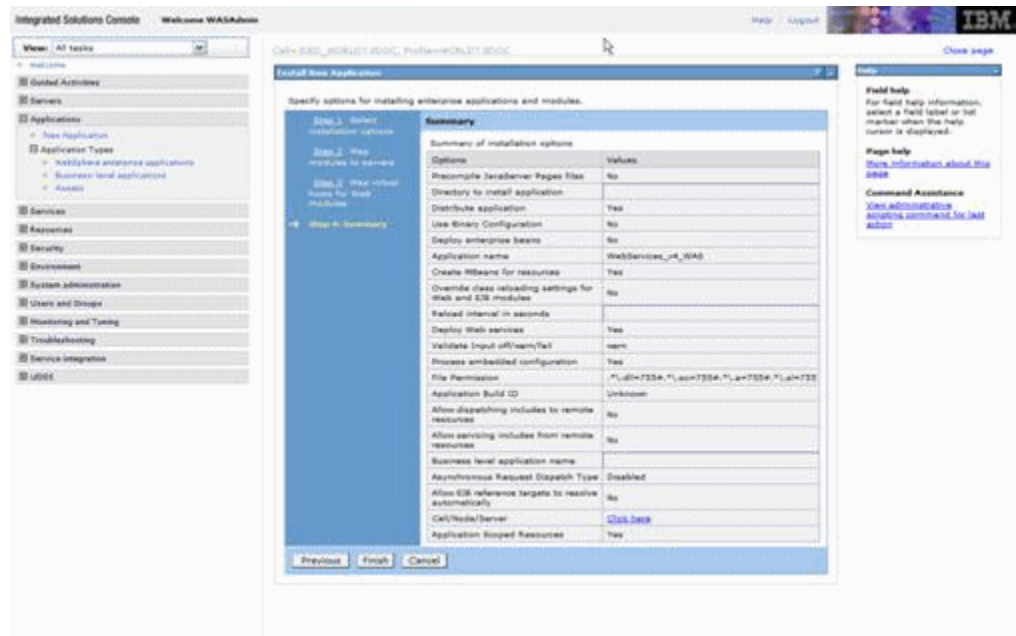 Integrated Solutions Console Welcome WASAdmin
Help Logout
IBM
View: All tasks
Welcome
Guided Activities
Servers
Applications
New Application
Application Types
WebSphere enterprise applications
Business-level applications
Assets
Services
Resources
Security
Environment
System administration
Users and Groups
Monitoring and Tuning
Troubleshooting
Service integration
UDDI
Close page
Install New Application
Specify options for installing enterprise applications and modules.
Step 1 Select
installation options
Step 2 Map
modules to servers
Step 3 Map virtual
hosts for Web
modules
Step 4: Summary
Summary
Summary of installation options
Options Values
Precompile JavaServer Pages files No
Directory to install application
Distribute application Yes
Use Binary Configuration No
Deploy enterprise beans No
Application name WebServices_v4_WAS
Create MBeans for resources Yes
Override class reloading settings for
Web and EJB modules No
Reload interval in seconds
Deploy Web services Yes
Validate Input off/warn/fail warn
Process embedded configuration Yes
File Permission .*\.dll=755#.*\.so=755#.*\.a=755#.*\.sl=755
Application Build ID Unknown
Allow dispatching includes to remote
resources No
Allow servicing includes from remote
resources No
Business level application name
Asynchronous Request Dispatch Type Disabled
Allow EJB reference targets to resolve
automatically No
Cell/Node/Server Click here
Application Scoped Resources Yes
Previous Finish Cancel
Help
Field help
For field help information,
select a field label or list
marker when the help
cursor is displayed.
Page help
More information about this
page
Command Assistance
View administrative
scripting command for last
action